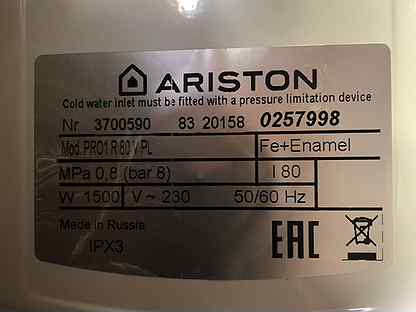 ARISTON
Cold water inlet must be fitted with a pressure limitation device
Nr 3700590 83 20158 0257998
Mod. PRO1 R 80 V PL Fe+Enamel
MPa 0,8 (bar 8) l 80
W 1500 V~ 230 50/60 Hz
Made in Russia
IPX3 EAC